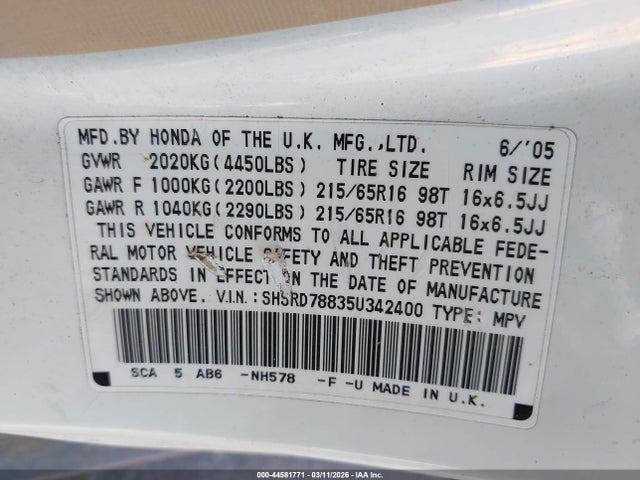 MFD.BY HONDA OF THE U.K. MFG.,LTD. 6/'05
GVWR 2020KG(4450LBS) TIRE SIZE RIM SIZE
GAWR F 1000KG(2200LBS) 215/65R16 98T 16x6.5JJ
GAWR R 1040KG(2290LBS) 215/65R16 98T 16x6.5JJ
THIS VEHICLE CONFORMS TO ALL APPLICABLE FEDE-
RAL MOTOR VEHICLE SAFETY AND THEFT PREVENTION
STANDARDS IN EFFECT ON THE DATE OF MANUFACTURE
SHOWN ABOVE. V.I.N.: SHSRD78835U342400 TYPE: MPV
SCA 5 AB6 -NH578 -F -U MADE IN U.K.
000-44581771 - 03/11/2026 - IAA Inc.